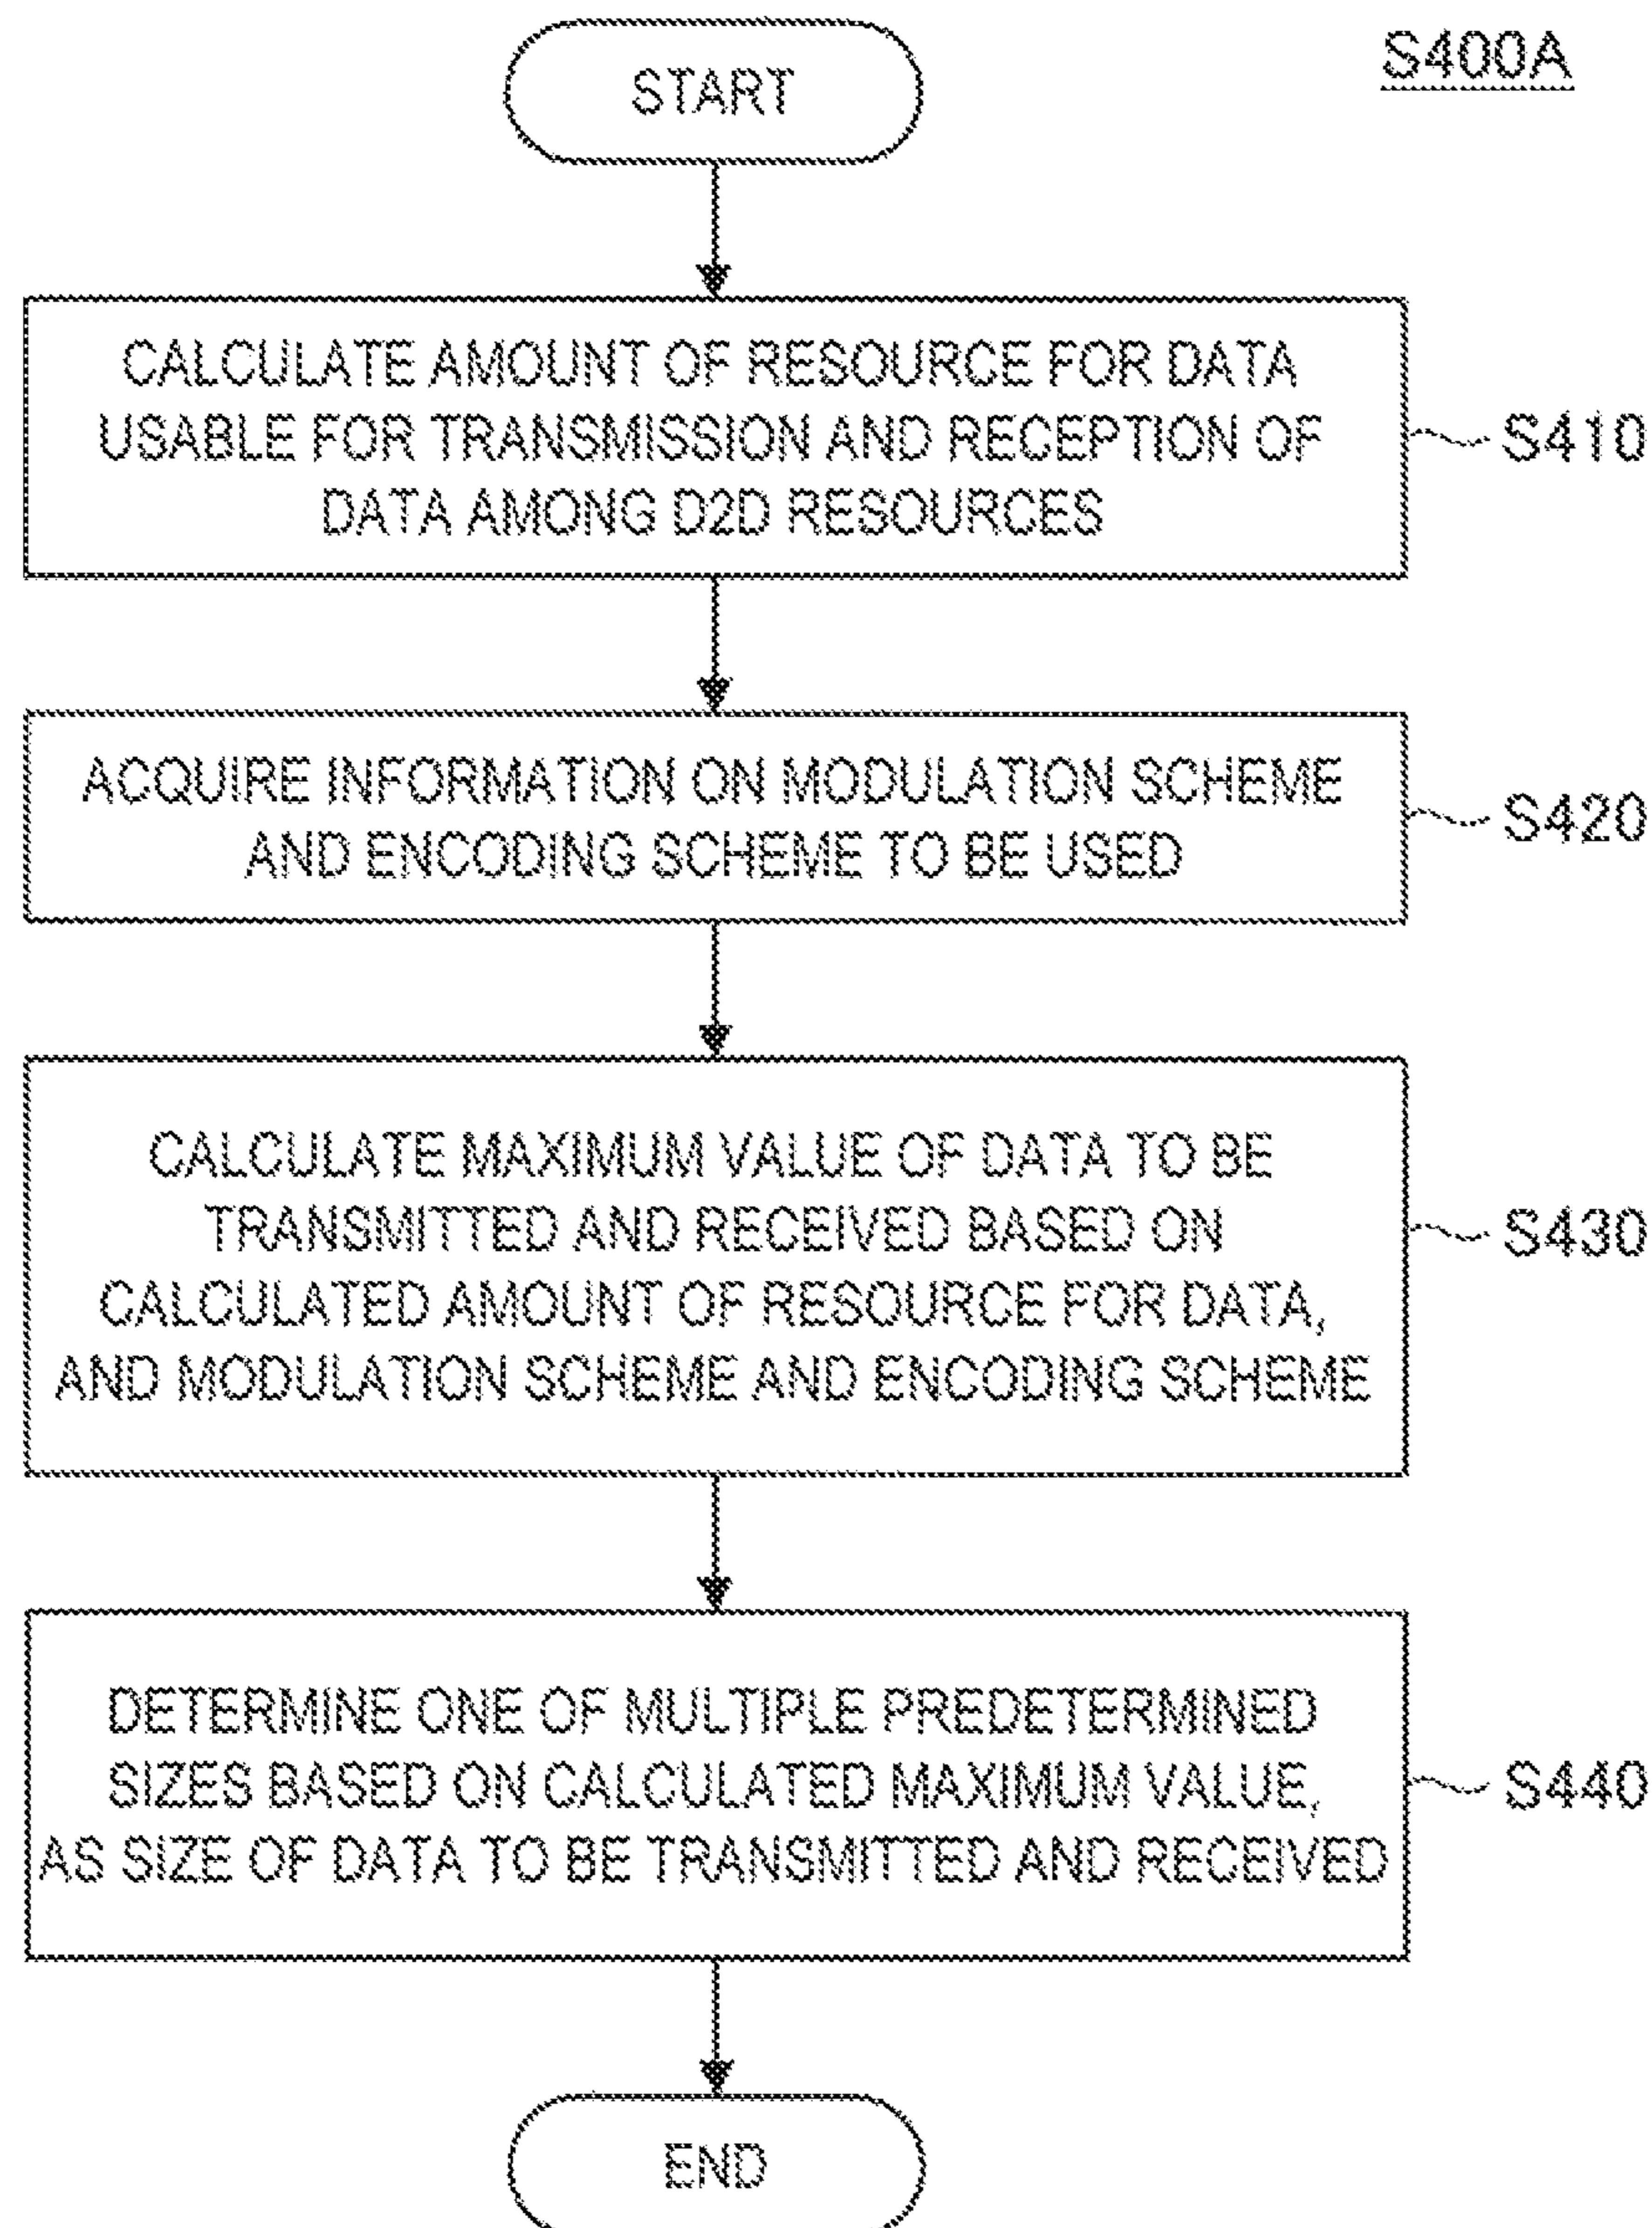 S400A
START
CALCULATE AMOUNT OF RESOURCE FOR DATA
USABLE FOR TRANSMISSION AND RECEPTION OF
DATA AMONG D2D RESOURCES
S410
ACQUIRE INFORMATION ON MODULATION SCHEME
AND ENCODING SCHEME TO BE USED
S420
CALCULATE MAXIMUM VALUE OF DATA TO BE
TRANSMITTED AND RECEIVED BASED ON
CALCULATED AMOUNT OF RESOURCE FOR DATA,
AND MODULATION SCHEME AND ENCODING SCHEME
S430
DETERMINE ONE OF MULTIPLE PREDETERMINED
SIZES BASED ON CALCULATED MAXIMUM VALUE,
AS SIZE OF DATA TO BE TRANSMITTED AND RECEIVED
S440
END